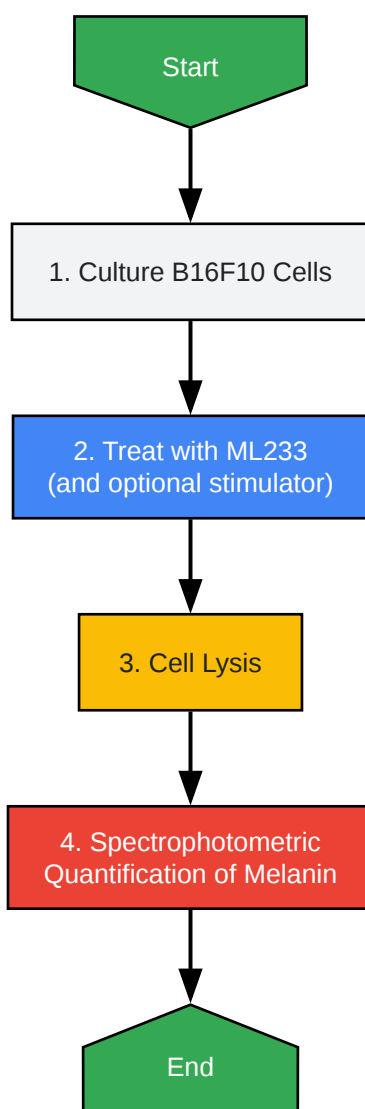 Start
1. Culture B16F10 Cells
2. Treat with ML233
(and optional stimulator)
3. Cell Lysis
4. Spectrophotometric
Quantification of Melanin
End